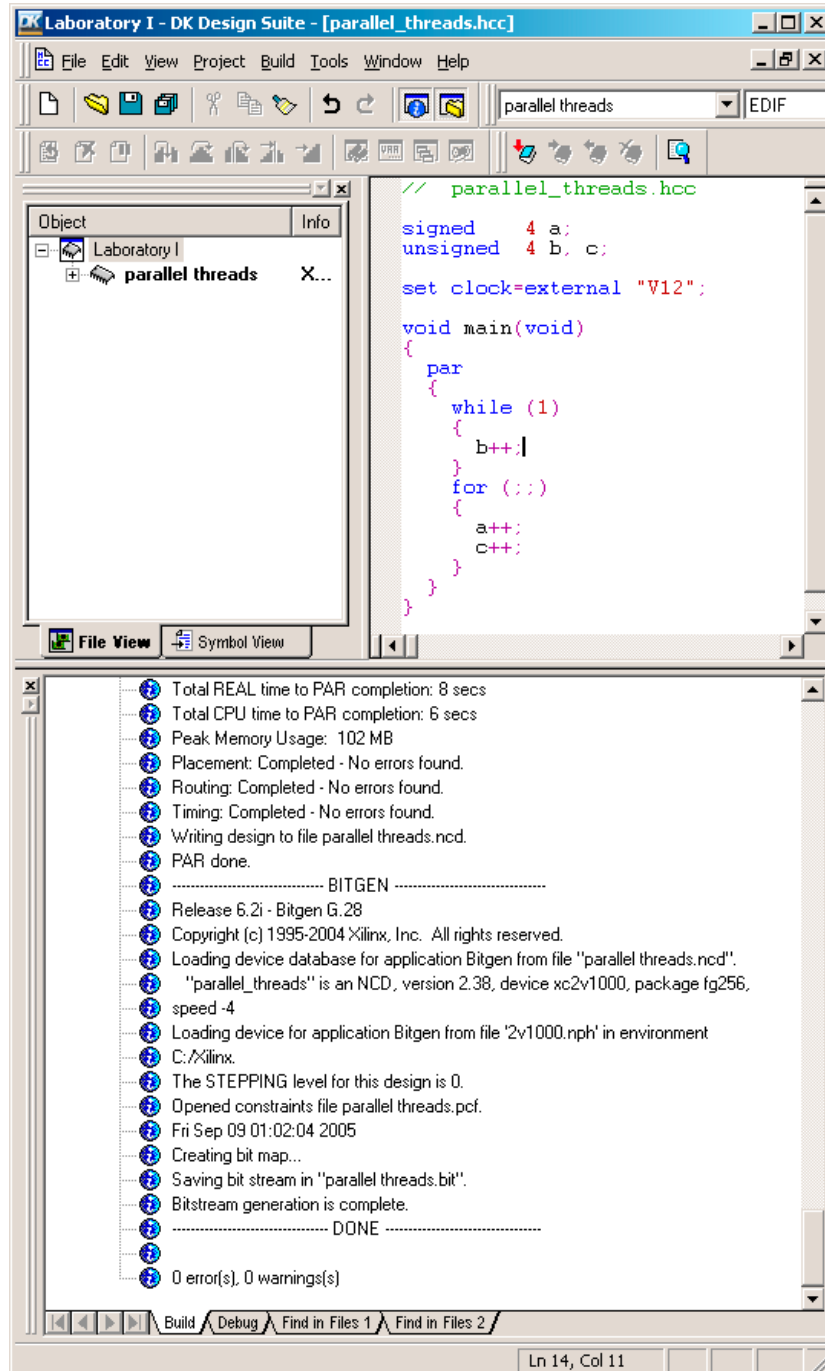 DK Laboratory I - DK Design Suite - [parallel_threads.hcc]
File Edit View Project Build Tools Window Help
parallel threads EDIF
Object Info
Laboratory I
parallel threads X...
// parallel_threads.hcc
signed 4 a;
unsigned 4 b, c;
set clock=external "V12";
void main(void)
{
par
{
while (1)
{
b++;
}
for (;;)
{
a++;
c++;
}
}
}
File View Symbol View
Total REAL time to PAR completion: 8 secs
Total CPU time to PAR completion: 6 secs
Peak Memory Usage: 102 MB
Placement: Completed - No errors found.
Routing: Completed - No errors found.
Timing: Completed - No errors found.
Writing design to file parallel threads.ncd.
PAR done.
-------------------------------- BITGEN --------------------------------
Release 6.2i - Bitgen G.28
Copyright (c) 1995-2004 Xilinx, Inc. All rights reserved.
Loading device database for application Bitgen from file "parallel threads.ncd".
"parallel_threads" is an NCD, version 2.38, device xc2v1000, package fg256,
speed -4
Loading device for application Bitgen from file '2v1000.nph' in environment
C:/Xilinx.
The STEPPING level for this design is 0.
Opened constraints file parallel threads.pcf.
Fri Sep 09 01:02:04 2005
Creating bit map...
Saving bit stream in "parallel threads.bit".
Bitstream generation is complete.
--------------------------------- DONE ---------------------------------
0 error(s), 0 warnings(s)
Build Debug Find in Files 1 Find in Files 2
Ln 14, Col 11